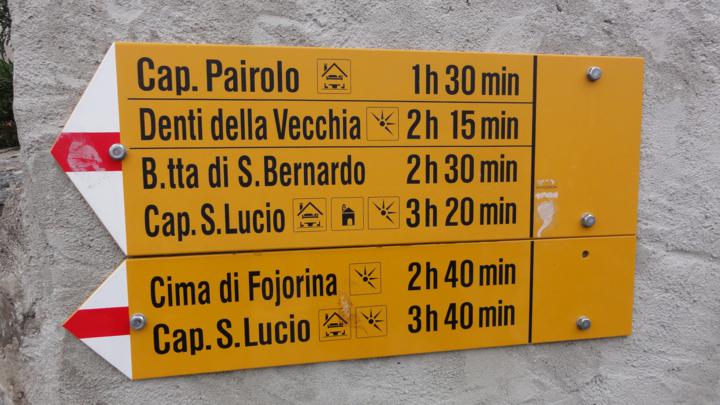 Cap. Pairolo 1h 30 min
Denti della Vecchia 2h 15 min
B.tta di S.Bernardo 2h 30 min
Cap. S.Lucio 3h 20 min
Cima di Fojorina 2h 40 min
Cap. S.Lucio 3h 40 min